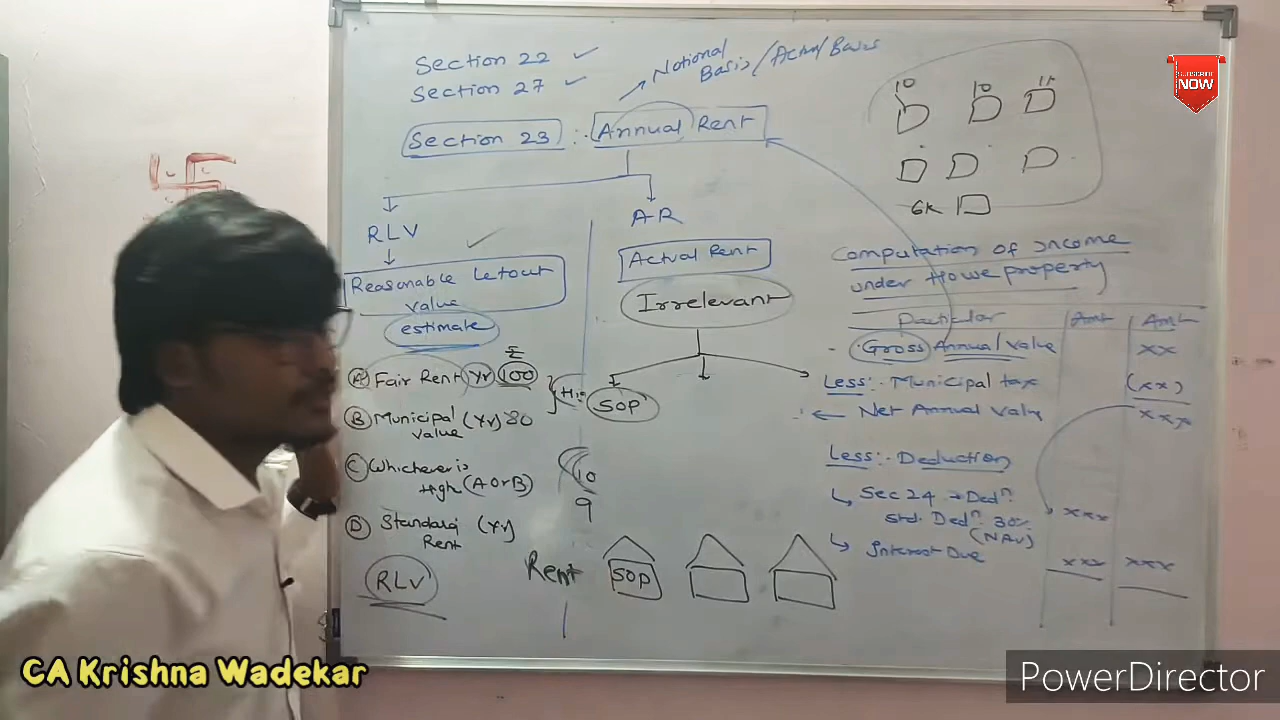 Section 22 ✓
Section 27 ✓
Notional
Basis / Actual Basis
Section 23 :- Annual Rent
RLV
Reasonable Letout
value
estimate
(A) Fair Rent Yr 100
(B) Municipal (Yr) 80
value
(C) Whichever is
High (A or B)
(D) Standard (Yr)
Rent
RLV
AR
Actual Rent
Irrelevant
SOP
10
9
Rent
SOP
10 10 11
6K
Computation of Income
under House property
Particular Amt Amt
Gross Annual Value xx
Less:- Municipal tax (xx)
Net Annual Value xxx
Less:- Deduction
Sec 24 → Dedn
Std. Dedn 30% xxx
(NAV)
Interest Due xxx xxx
SUBSCRIBE
NOW
CA Krishna Wadekar
PowerDirector